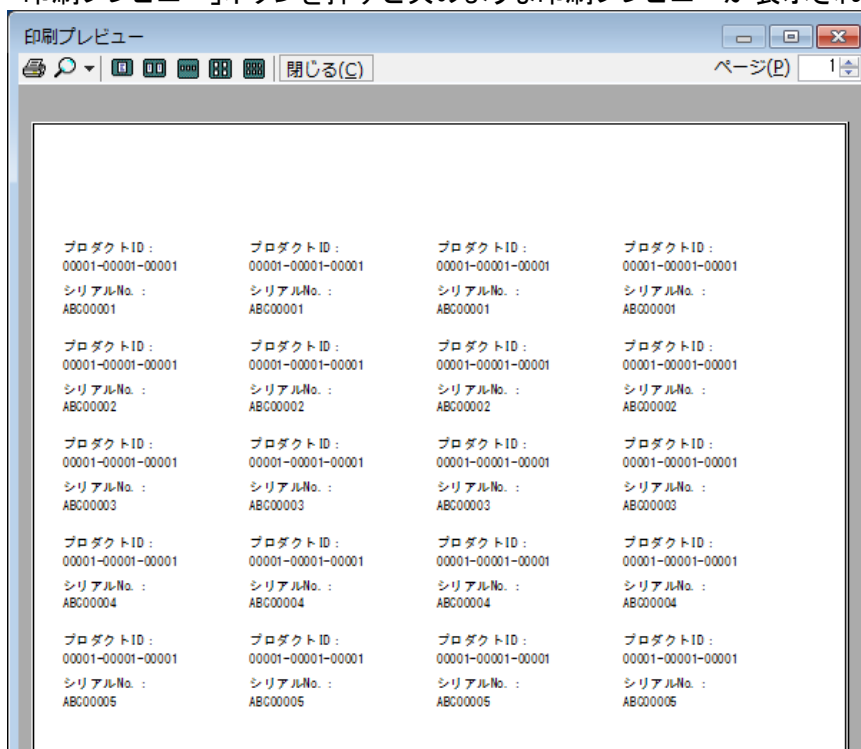 印刷プレビュー」ボタンを押すと次のような印刷プレビューが表示され
印刷プレビュー
閉じる(C) ページ(P) 1
プロダクトID: プロダクトID: プロダクトID: プロダクトID:
00001-00001-00001 00001-00001-00001 00001-00001-00001 00001-00001-00001
シリアルNo.: シリアルNo.: シリアルNo.: シリアルNo.:
ABC00001 ABC00001 ABC00001 ABC00001
プロダクトID: プロダクトID: プロダクトID: プロダクトID:
00001-00001-00001 00001-00001-00001 00001-00001-00001 00001-00001-00001
シリアルNo.: シリアルNo.: シリアルNo.: シリアルNo.:
ABC00002 ABC00002 ABC00002 ABC00002
プロダクトID: プロダクトID: プロダクトID: プロダクトID:
00001-00001-00001 00001-00001-00001 00001-00001-00001 00001-00001-00001
シリアルNo.: シリアルNo.: シリアルNo.: シリアルNo.:
ABC00003 ABC00003 ABC00003 ABC00003
プロダクトID: プロダクトID: プロダクトID: プロダクトID:
00001-00001-00001 00001-00001-00001 00001-00001-00001 00001-00001-00001
シリアルNo.: シリアルNo.: シリアルNo.: シリアルNo.:
ABC00004 ABC00004 ABC00004 ABC00004
プロダクトID: プロダクトID: プロダクトID: プロダクトID:
00001-00001-00001 00001-00001-00001 00001-00001-00001 00001-00001-00001
シリアルNo.: シリアルNo.: シリアルNo.: シリアルNo.:
ABC00005 ABC00005 ABC00005 ABC00005